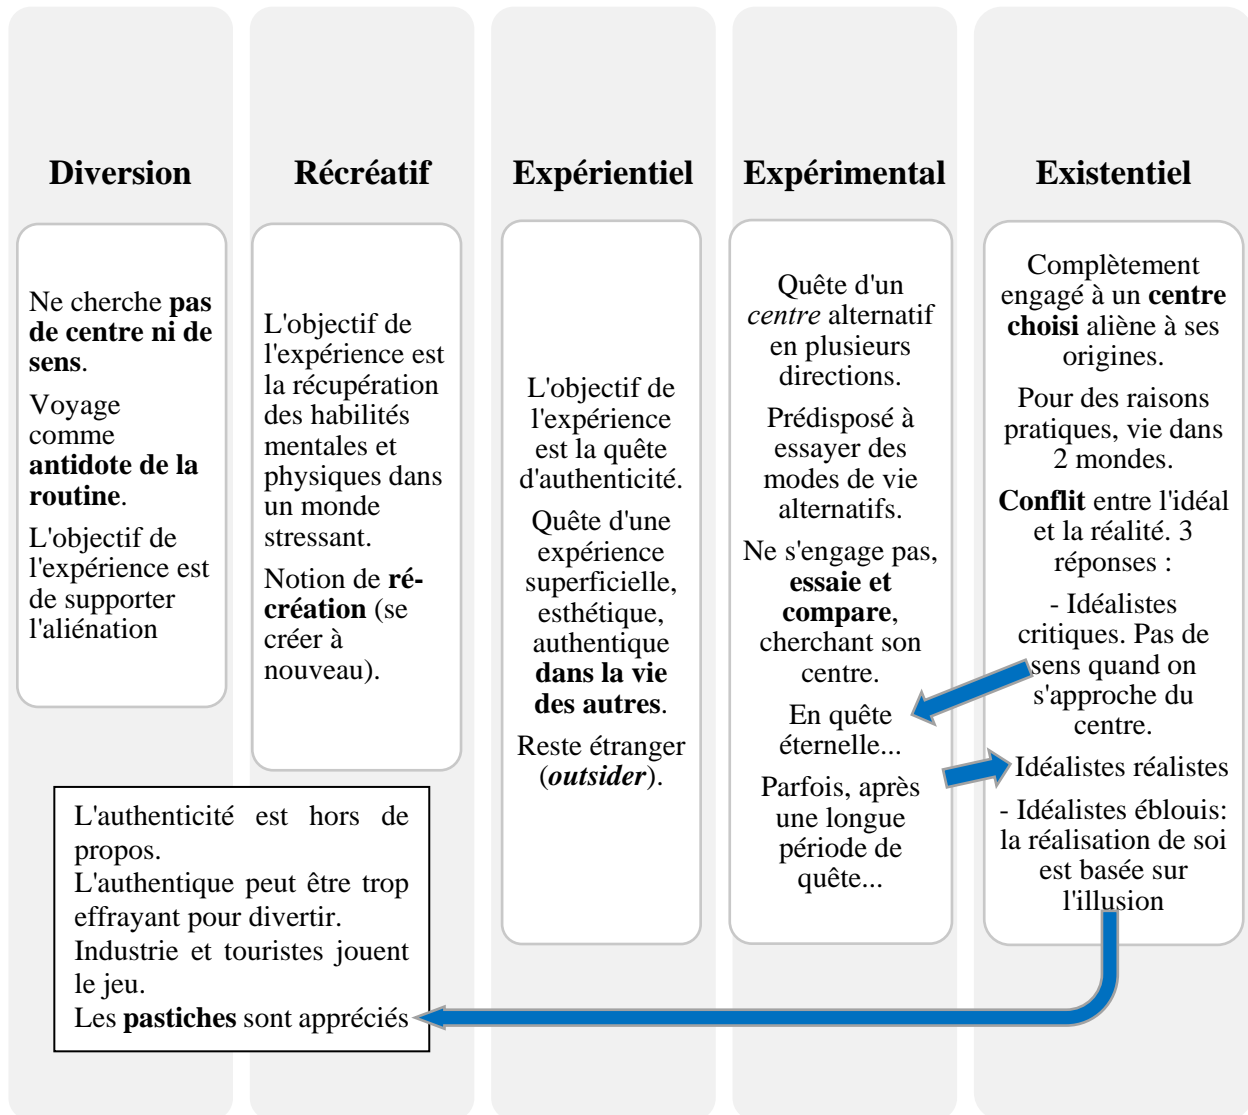 Diversion
Ne cherche pas
de centre ni de
sens.
Voyage
comme
antidote de la
routine.
L'objectif de
l'expérience est
de supporter
l'aliénation
Récréatif
L'objectif de
l'expérience est
la récupération
des habilités
mentales et
physiques dans
un monde
stressant.
Notion de ré-
création (se
créer à
nouveau).
L'authenticité est hors de
propos.
L'authentique peut être trop
effrayant pour divertir.
Industrie et touristes jouent
le jeu.
Les pastiches sont appréciés
Expérientiel
L'objectif de
l'expérience
est la quête
d'authenticité.
Quête d'une
expérience
superficielle,
esthétique,
authentique
dans la vie
des autres.
Reste étranger
(outsider).
Expérimental
Quête d'un
centre alternatif
en plusieurs
directions.
Prédisposé à
essayer des
modes de vie
alternatifs.
Ne s'engage pas,
essaie et
compare,
cherchant son
centre.
En quête
éternelle...
Parfois, après
une longue
période de
quête...
Existentiel
Complètement
engagé à un centre
choisi aliène à ses
origines.
Pour des raisons
pratiques, vie dans
2 mondes.
Conflit entre l'idéal
et la réalité. 3
réponses :
- Idéalistes
critiques. Pas de
sens quand on
s'approche du
centre.
Idéalistes réalistes
- Idéalistes éblouis:
la réalisation de soi
est basée sur
l'illusion